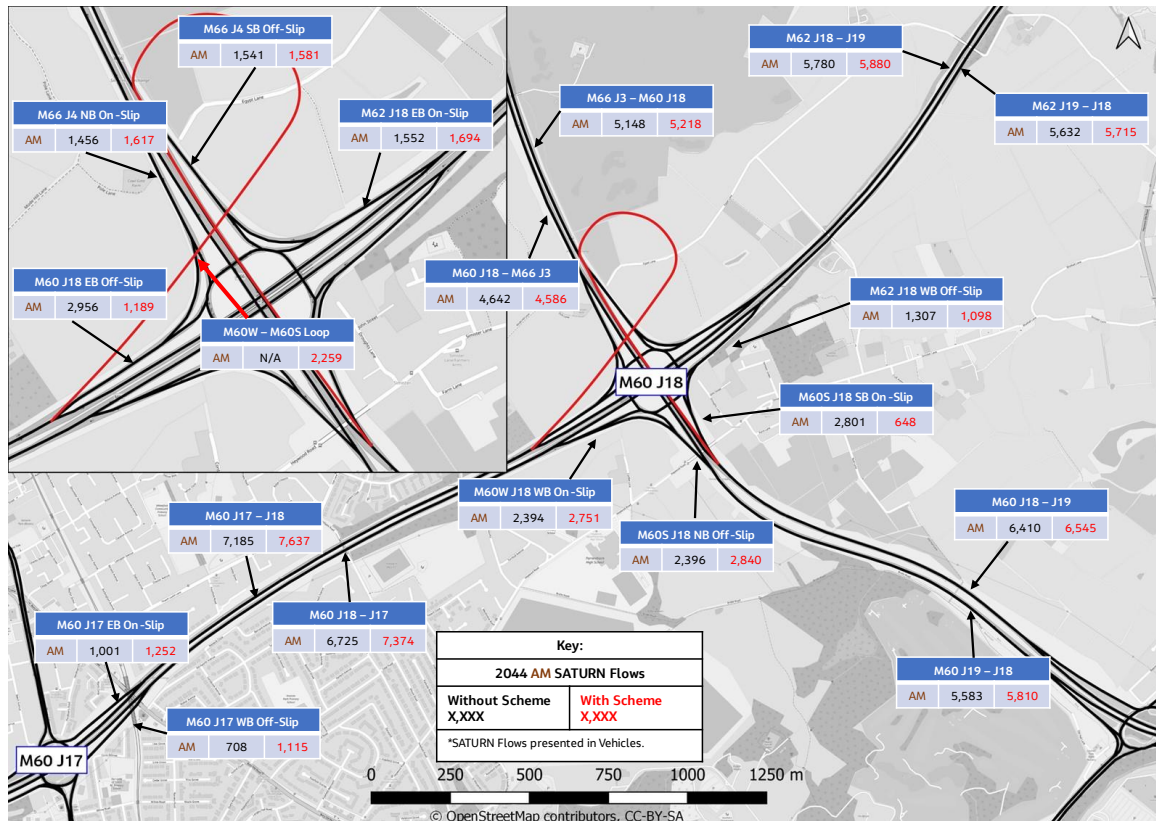 M66 J4 SB Off-Slip
AM 1,541 1,581
M66 J4 NB On-Slip
AM 1,456 1,617
M62 J18 EB On-Slip
AM 1,552 1,694
M60 J18 EB Off-Slip
AM 2,956 1,189
M60W – M60S Loop
AM N/A 2,259
M62 J18 – J19
AM 5,780 5,880
M66 J3 – M60 J18
AM 5,148 5,218
M62 J19 – J18
AM 5,632 5,715
M60 J18 – M66 J3
AM 4,642 4,586
M62 J18 WB Off-Slip
AM 1,307 1,098
M60 J18
M60S J18 SB On-Slip
AM 2,801 648
M60W J18 WB On-Slip
AM 2,394 2,751
M60S J18 NB Off-Slip
AM 2,396 2,840
M60 J18 – J19
AM 6,410 6,545
M60 J17 – J18
AM 7,185 7,637
M60 J18 – J17
AM 6,725 7,374
M60 J17 EB On-Slip
AM 1,001 1,252
M60 J19 – J18
AM 5,583 5,810
M60 J17 WB Off-Slip
AM 708 1,115
M60 J17
Key:
2044 AM SATURN Flows
Without Scheme
X,XXX
With Scheme
X,XXX
*SATURN Flows presented in Vehicles.
0 250 500 750 1000 1250 m
© OpenStreetMap contributors, CC-BY-SA